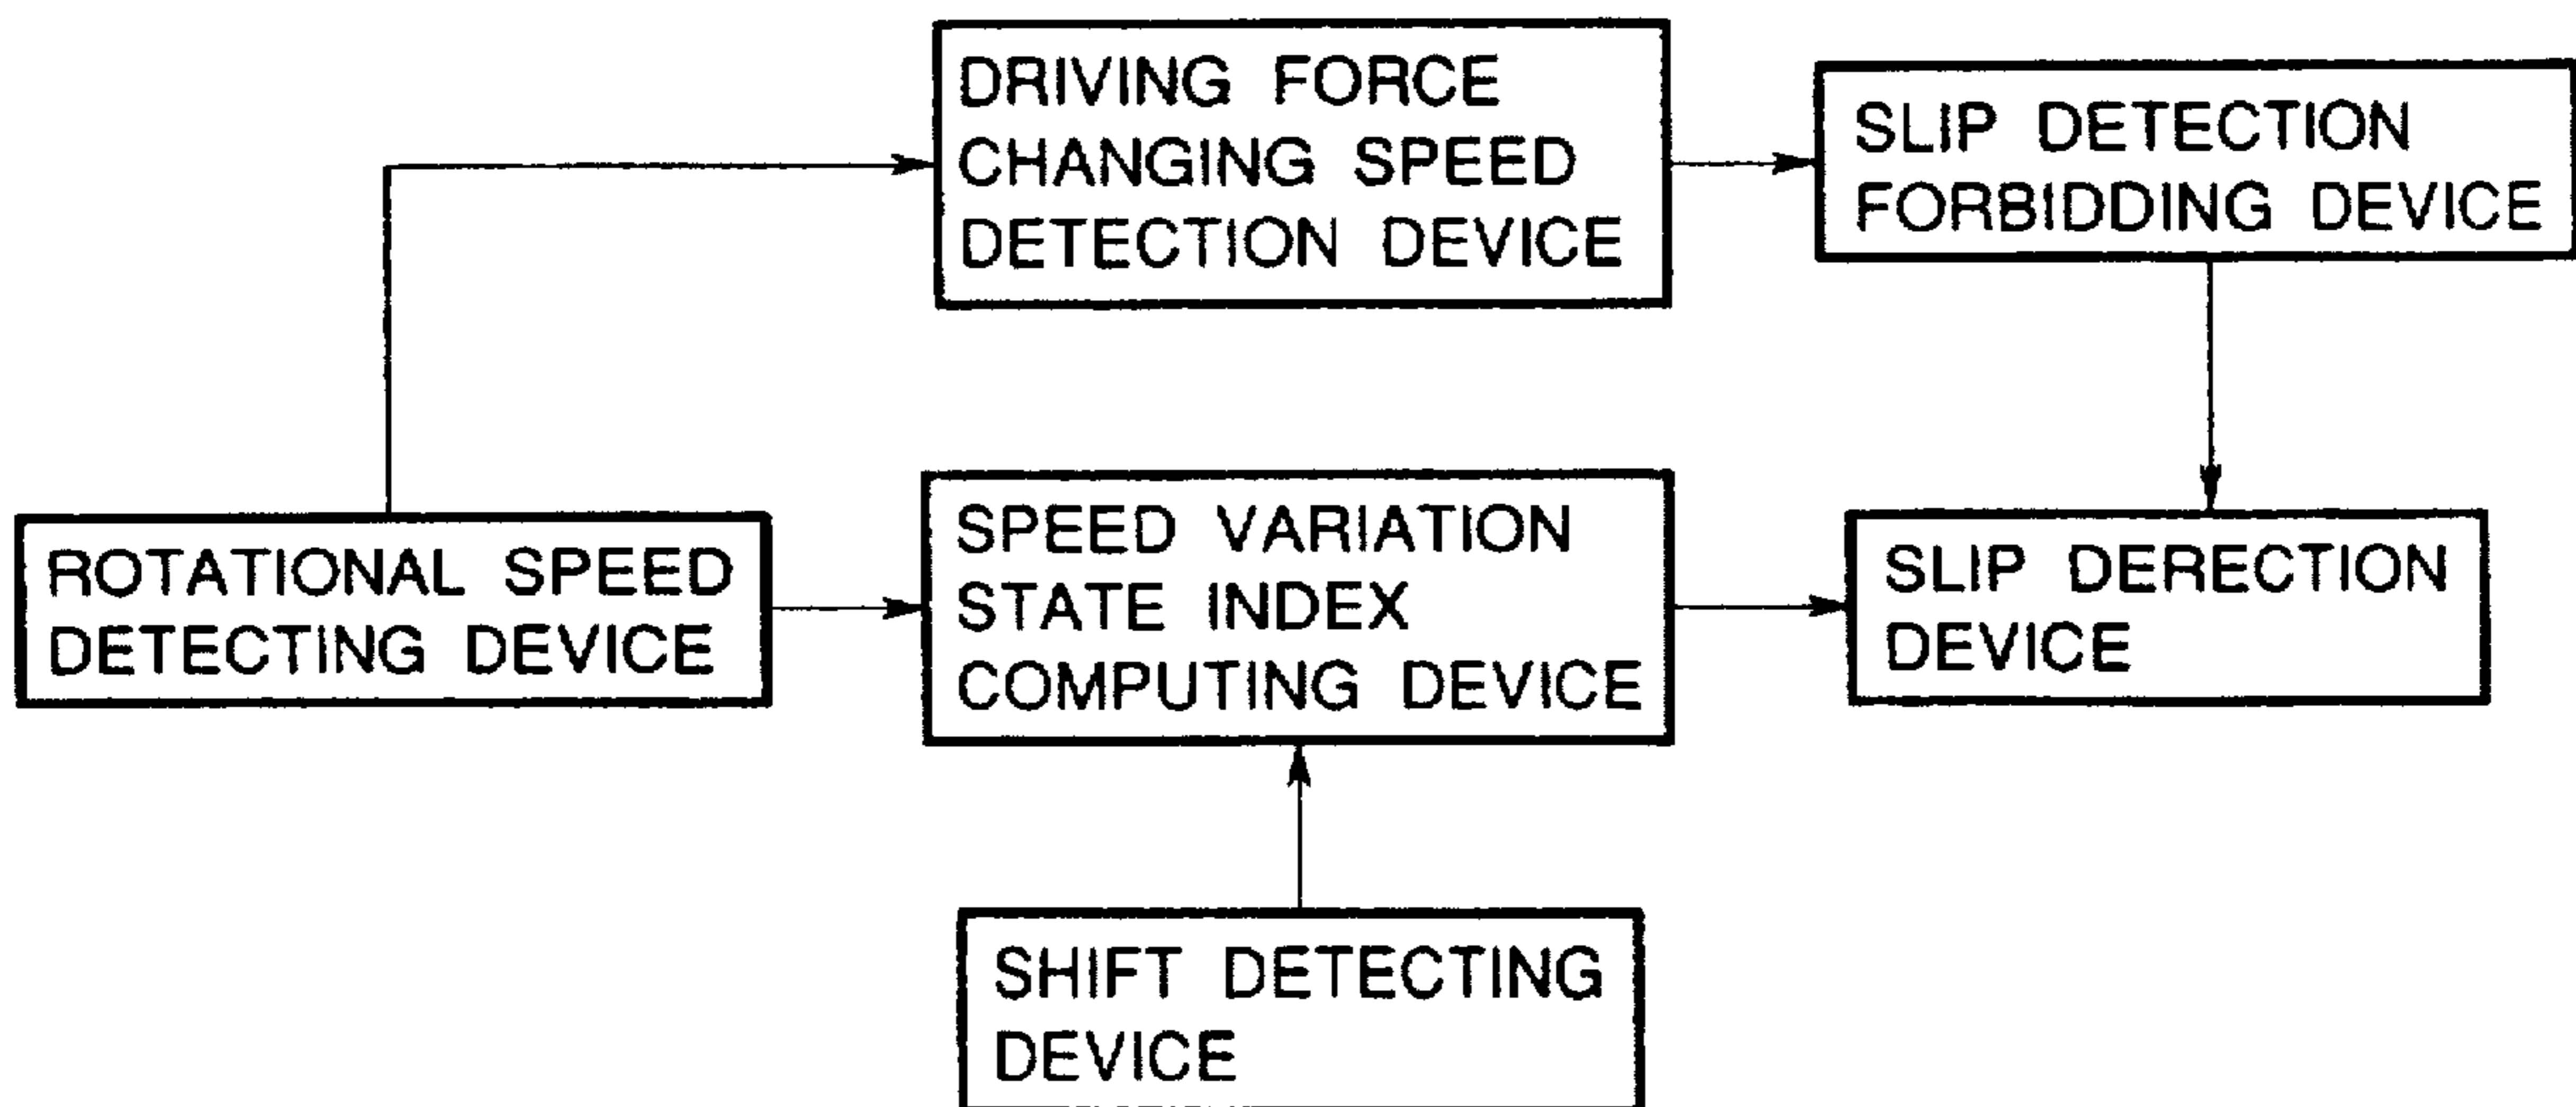 DRIVING FORCE
CHANGING SPEED
DETECTION DEVICE
SLIP DETECTION
FORBIDDING DEVICE
ROTATIONAL SPEED
DETECTING DEVICE
SPEED VARIATION
STATE INDEX
COMPUTING DEVICE
SLIP DERECTION
DEVICE
SHIFT DETECTING
DEVICE